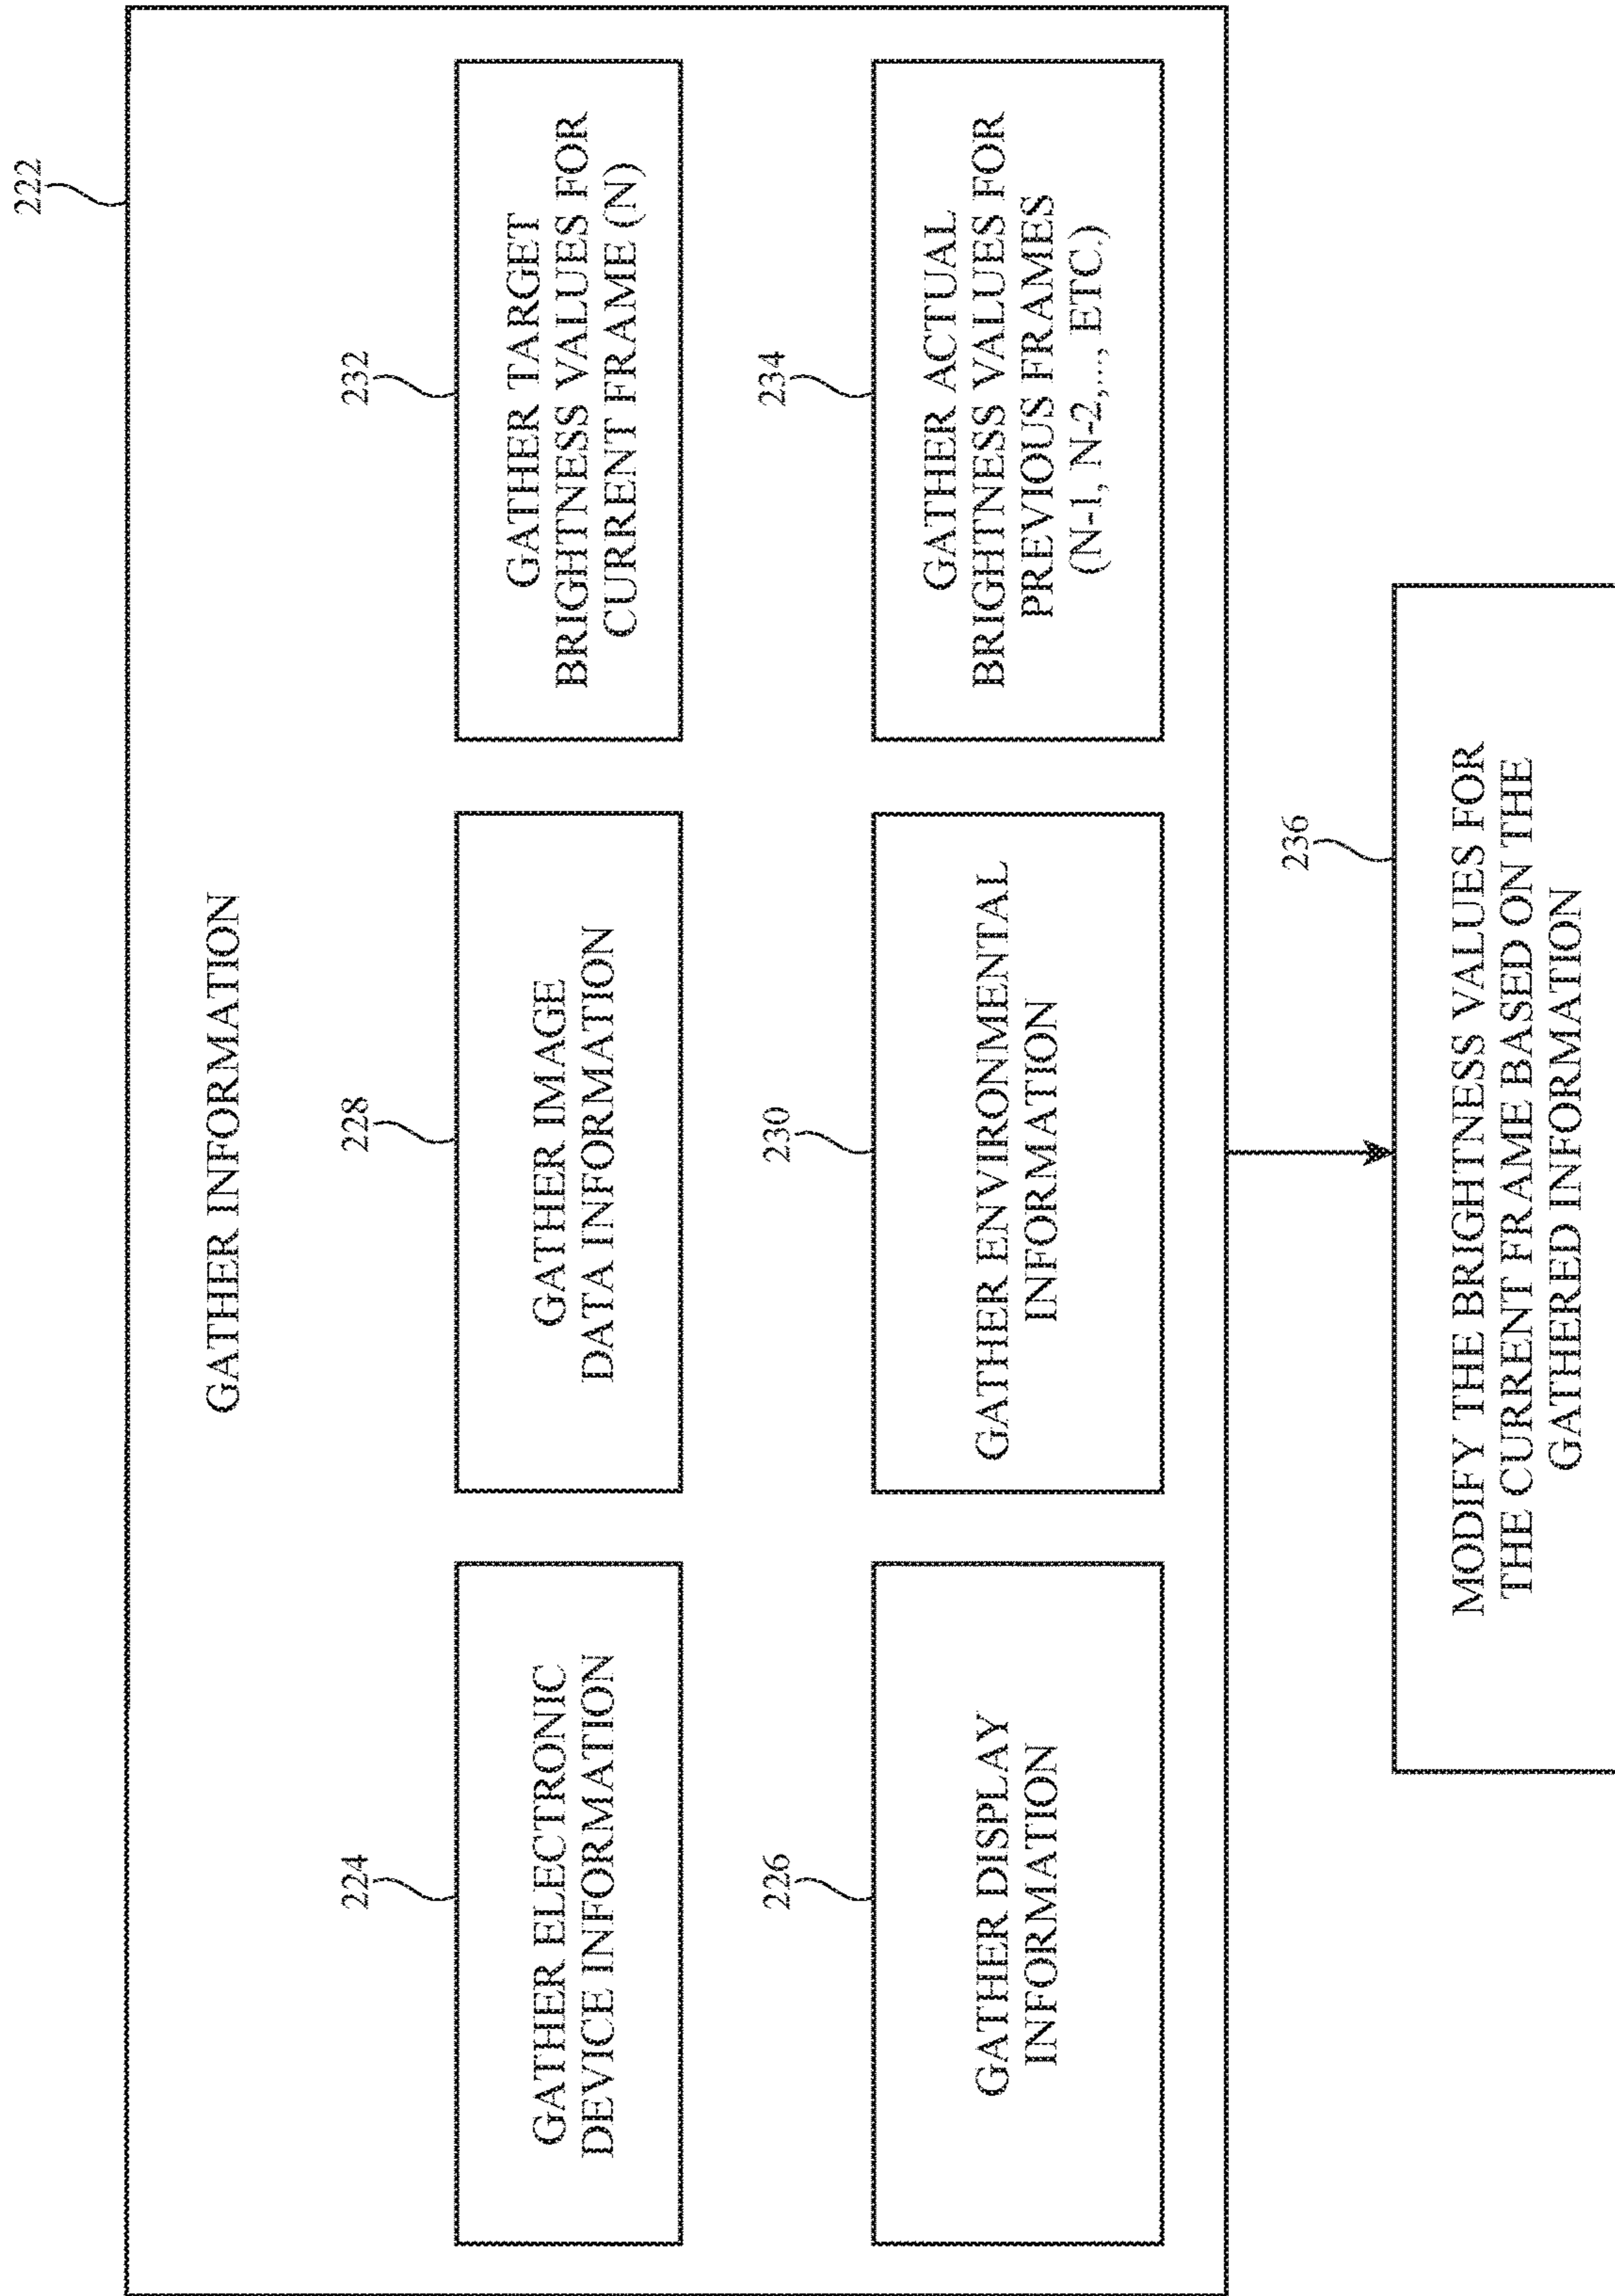 222
GATHER INFORMATION
224
GATHER ELECTRONIC
DEVICE INFORMATION
228
GATHER IMAGE
DATA INFORMATION
232
GATHER TARGET
BRIGHTNESS VALUES FOR
CURRENT FRAME (N)
226
GATHER DISPLAY
INFORMATION
230
GATHER ENVIRONMENTAL
INFORMATION
234
GATHER ACTUAL
BRIGHTNESS VALUES FOR
PREVIOUS FRAMES
(N-1, N-2,..., ETC.)
236
MODIFY THE BRIGHTNESS VALUES FOR
THE CURRENT FRAME BASED ON THE
GATHERED INFORMATION